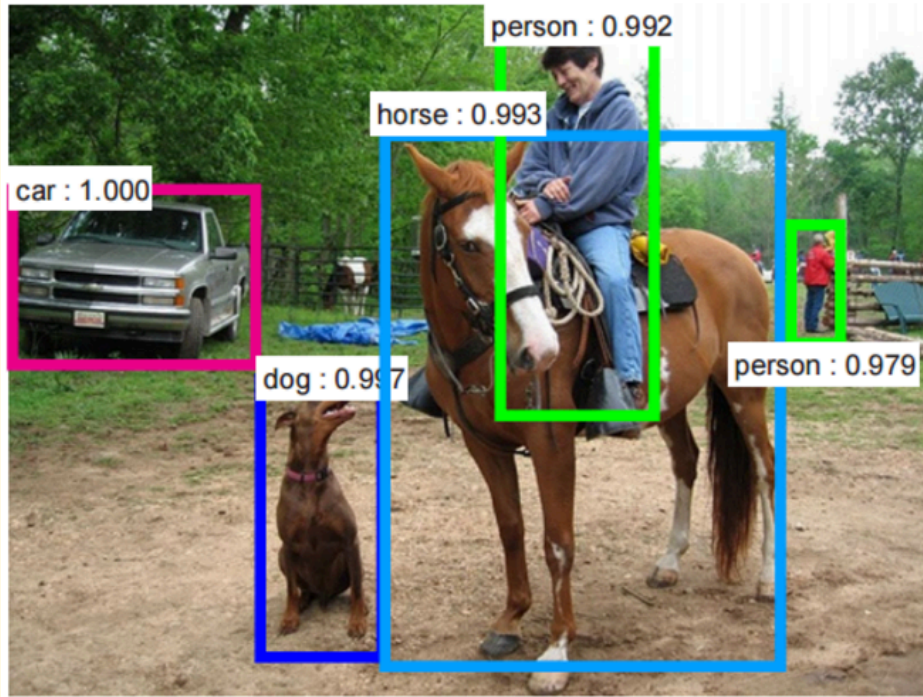 person : 0.992
horse : 0.993
car : 1.000
dog : 0.997
person : 0.979